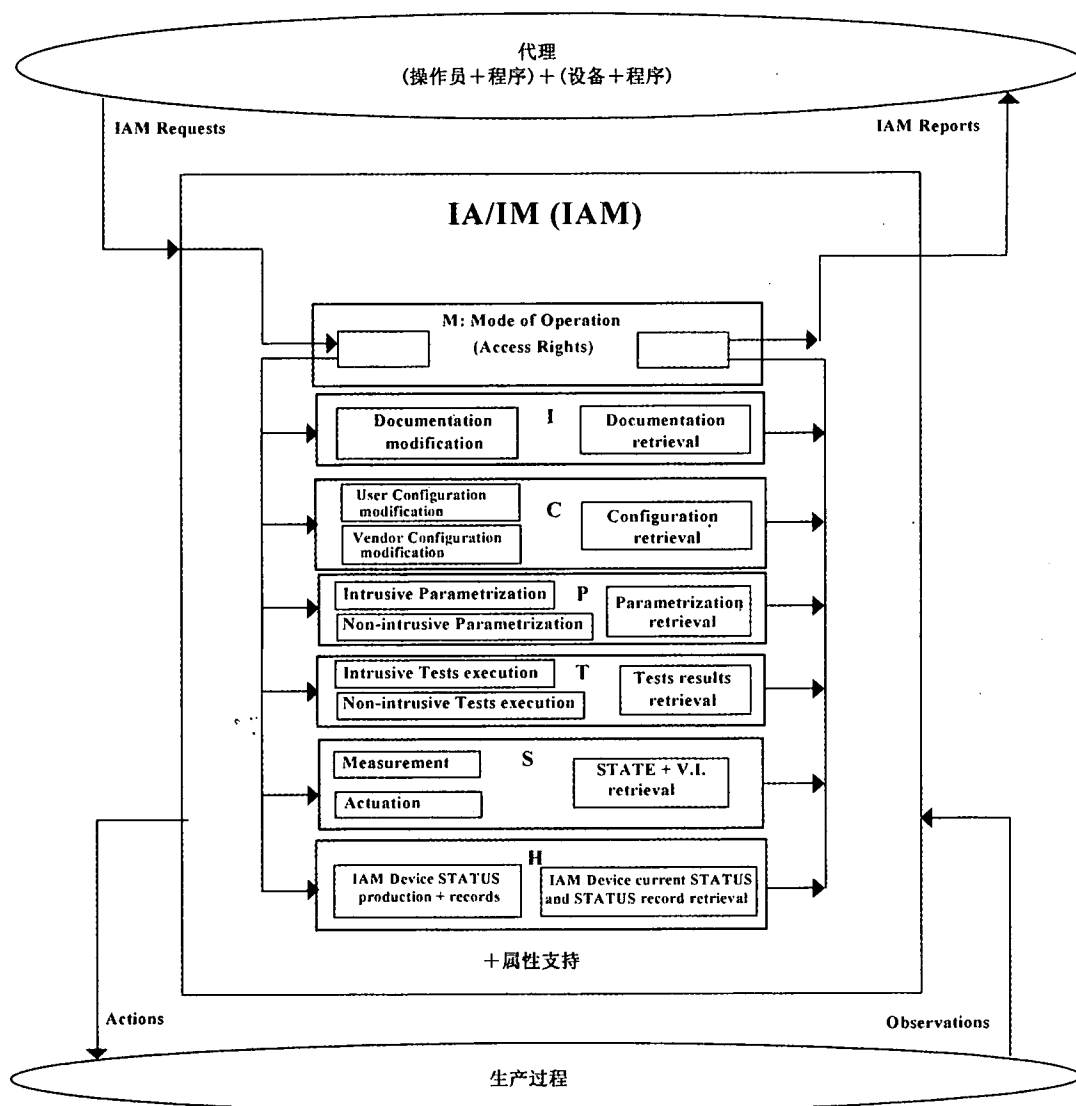 代理
(操作员＋程序)＋(设备＋程序)
IAM Requests
IAM Reports
IA/IM (IAM)
M: Mode of Operation
(Access Rights)
Documentation
modification
I
Documentation
retrieval
User Configuration
modification
Vendor Configuration
modification
C
Configuration
retrieval
Intrusive Parametrization
Non-intrusive Parametrization
P
Parametrization
retrieval
Intrusive Tests execution
Non-intrusive Tests execution
T
Tests results
retrieval
Measurement
Actuation
S
STATE + V.I.
retrieval
H
IAM Device STATUS
production + records
IAM Device current STATUS
and STATUS record retrieval
＋属性支持
Actions
Observations
生产过程